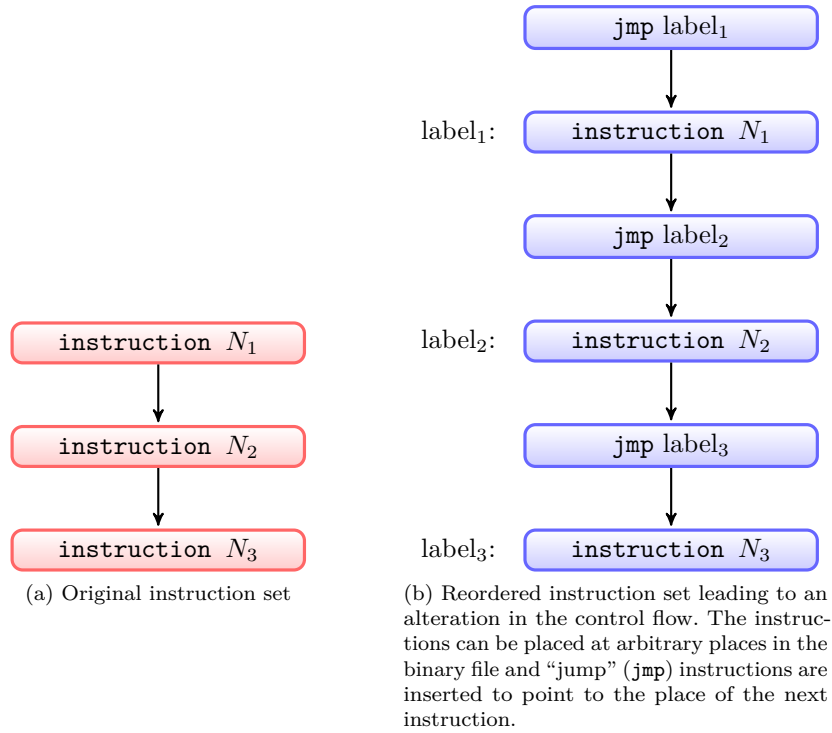 jmp label₁
label₁: instruction N₁
jmp label₂
label₂: instruction N₂
jmp label₃
label₃: instruction N₃
instruction N₁
instruction N₂
instruction N₃
(a) Original instruction set
(b) Reordered instruction set leading to an
alteration in the control flow. The instruc-
tions can be placed at arbitrary places in the
binary file and “jump” (jmp) instructions are
inserted to point to the place of the next
instruction.